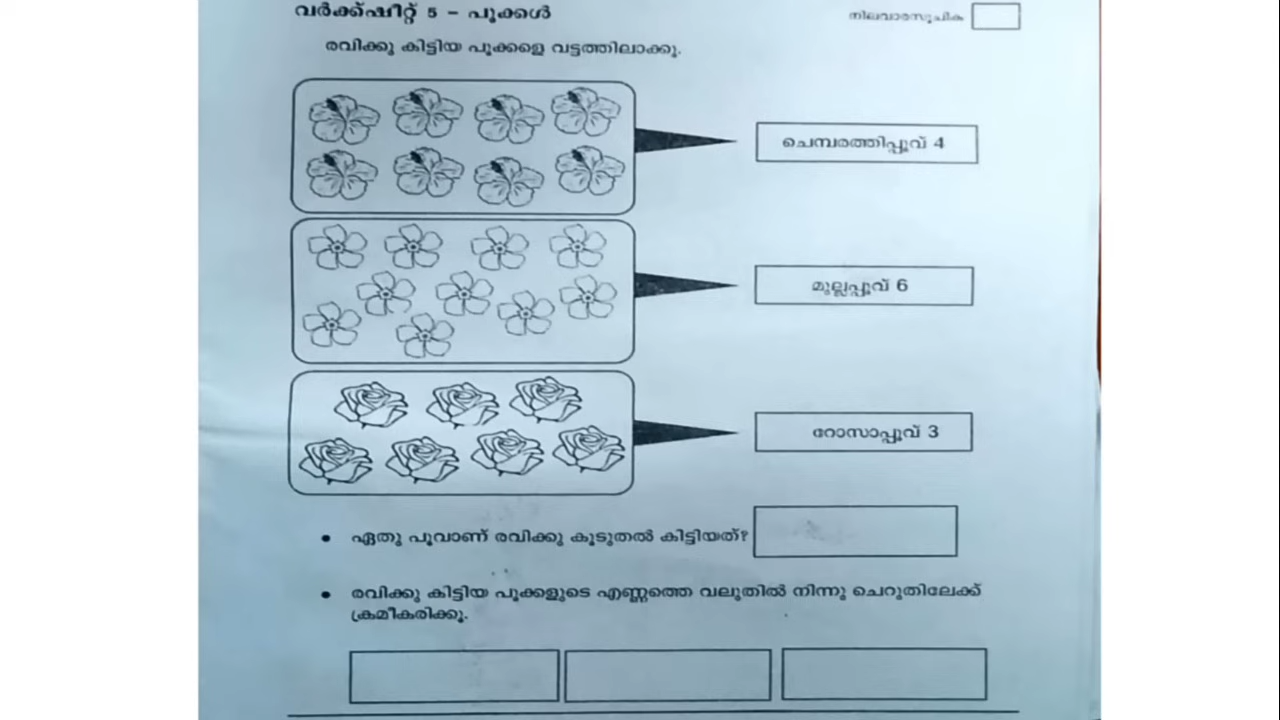 വർക്ക്ഷീറ്റ് 5 - പൂക്കൾ
നിലവാരസൂചിക
രവിക്കു കിട്ടിയ പൂക്കളെ വട്ടത്തിലാക്കൂ.
ചെമ്പരത്തിപ്പൂവ് 4
മുല്ലപ്പൂവ് 6
റോസാപ്പൂവ് 3
• ഏതു പൂവാണ് രവിക്കു കൂടുതൽ കിട്ടിയത്?
• രവിക്കു കിട്ടിയ പൂക്കളുടെ എണ്ണത്തെ വലുതിൽ നിന്നു ചെറുതിലേക്ക്
ക്രമീകരിക്കൂ.